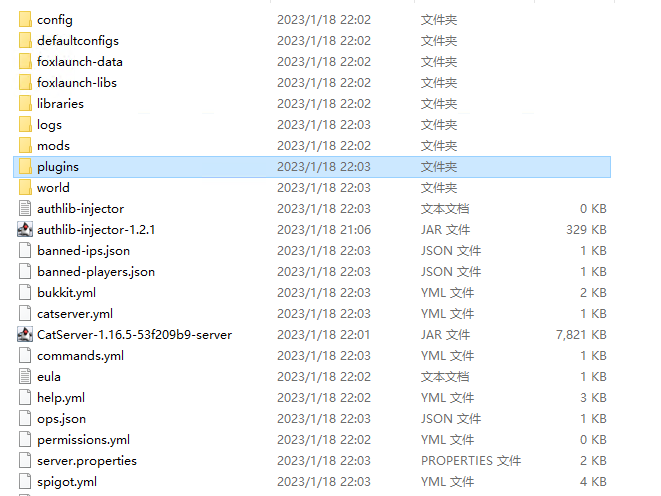 config 2023/1/18 22:02 文件夹
defaultconfigs 2023/1/18 22:02 文件夹
foxlaunch-data 2023/1/18 22:02 文件夹
foxlaunch-libs 2023/1/18 22:02 文件夹
libraries 2023/1/18 22:02 文件夹
logs 2023/1/18 22:03 文件夹
mods 2023/1/18 22:02 文件夹
plugins 2023/1/18 22:03 文件夹
world 2023/1/18 22:03 文件夹
authlib-injector 2023/1/18 22:03 文本文档 0 KB
authlib-injector-1.2.1 2023/1/18 21:06 JAR 文件 329 KB
banned-ips.json 2023/1/18 22:03 JSON 文件 1 KB
banned-players.json 2023/1/18 22:03 JSON 文件 1 KB
bukkit.yml 2023/1/18 22:03 YML 文件 2 KB
catserver.yml 2023/1/18 22:03 YML 文件 1 KB
CatServer-1.16.5-53f209b9-server 2023/1/18 22:01 JAR 文件 7,821 KB
commands.yml 2023/1/18 22:03 YML 文件 1 KB
eula 2023/1/18 22:02 文本文档 1 KB
help.yml 2023/1/18 22:02 YML 文件 3 KB
ops.json 2023/1/18 22:03 JSON 文件 1 KB
permissions.yml 2023/1/18 22:02 YML 文件 0 KB
server.properties 2023/1/18 22:03 PROPERTIES 文件 2 KB
spigot.yml 2023/1/18 22:03 YML 文件 4 KB